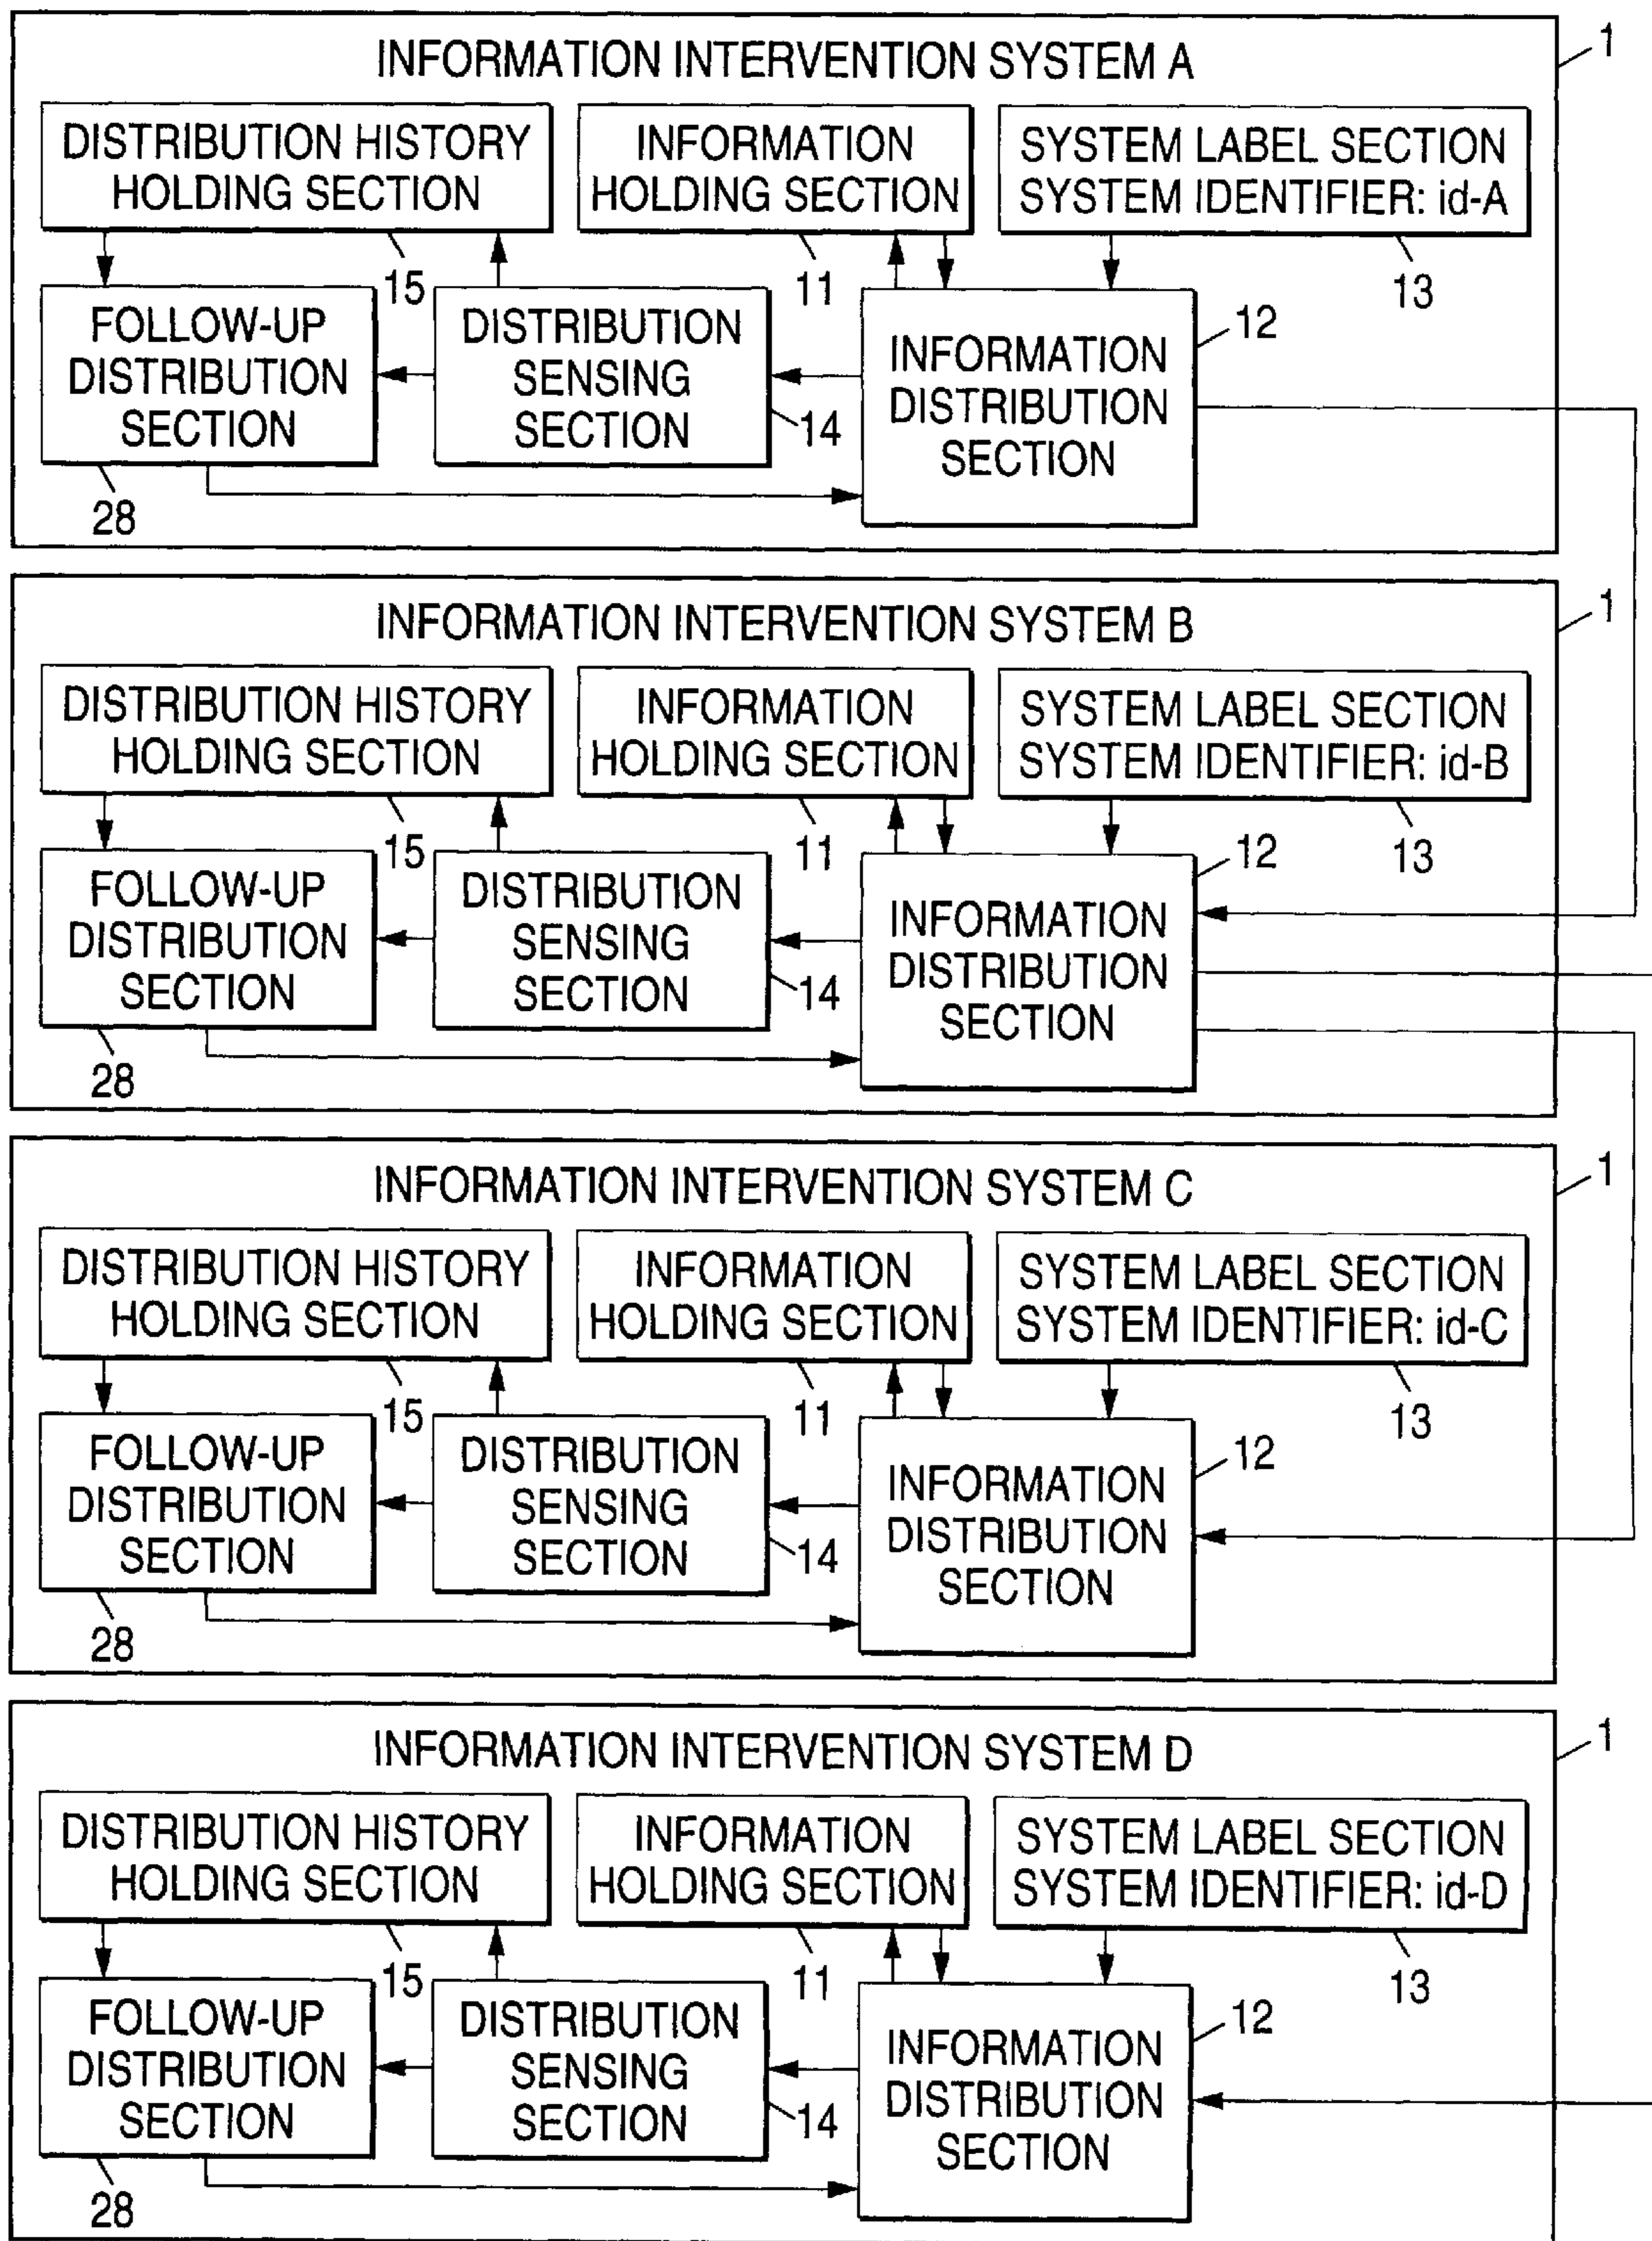 INFORMATION INTERVENTION SYSTEM A
1
DISTRIBUTION HISTORY
HOLDING SECTION
INFORMATION
HOLDING SECTION
SYSTEM LABEL SECTION
SYSTEM IDENTIFIER: id-A
15
11
13
FOLLOW-UP
DISTRIBUTION
SECTION
DISTRIBUTION
SENSING
SECTION
INFORMATION
DISTRIBUTION
SECTION
12
14
28
INFORMATION INTERVENTION SYSTEM B
1
DISTRIBUTION HISTORY
HOLDING SECTION
INFORMATION
HOLDING SECTION
SYSTEM LABEL SECTION
SYSTEM IDENTIFIER: id-B
15
11
13
FOLLOW-UP
DISTRIBUTION
SECTION
DISTRIBUTION
SENSING
SECTION
INFORMATION
DISTRIBUTION
SECTION
12
14
28
INFORMATION INTERVENTION SYSTEM C
1
DISTRIBUTION HISTORY
HOLDING SECTION
INFORMATION
HOLDING SECTION
SYSTEM LABEL SECTION
SYSTEM IDENTIFIER: id-C
15
11
13
FOLLOW-UP
DISTRIBUTION
SECTION
DISTRIBUTION
SENSING
SECTION
INFORMATION
DISTRIBUTION
SECTION
12
14
28
INFORMATION INTERVENTION SYSTEM D
1
DISTRIBUTION HISTORY
HOLDING SECTION
INFORMATION
HOLDING SECTION
SYSTEM LABEL SECTION
SYSTEM IDENTIFIER: id-D
15
11
13
FOLLOW-UP
DISTRIBUTION
SECTION
DISTRIBUTION
SENSING
SECTION
INFORMATION
DISTRIBUTION
SECTION
12
14
28